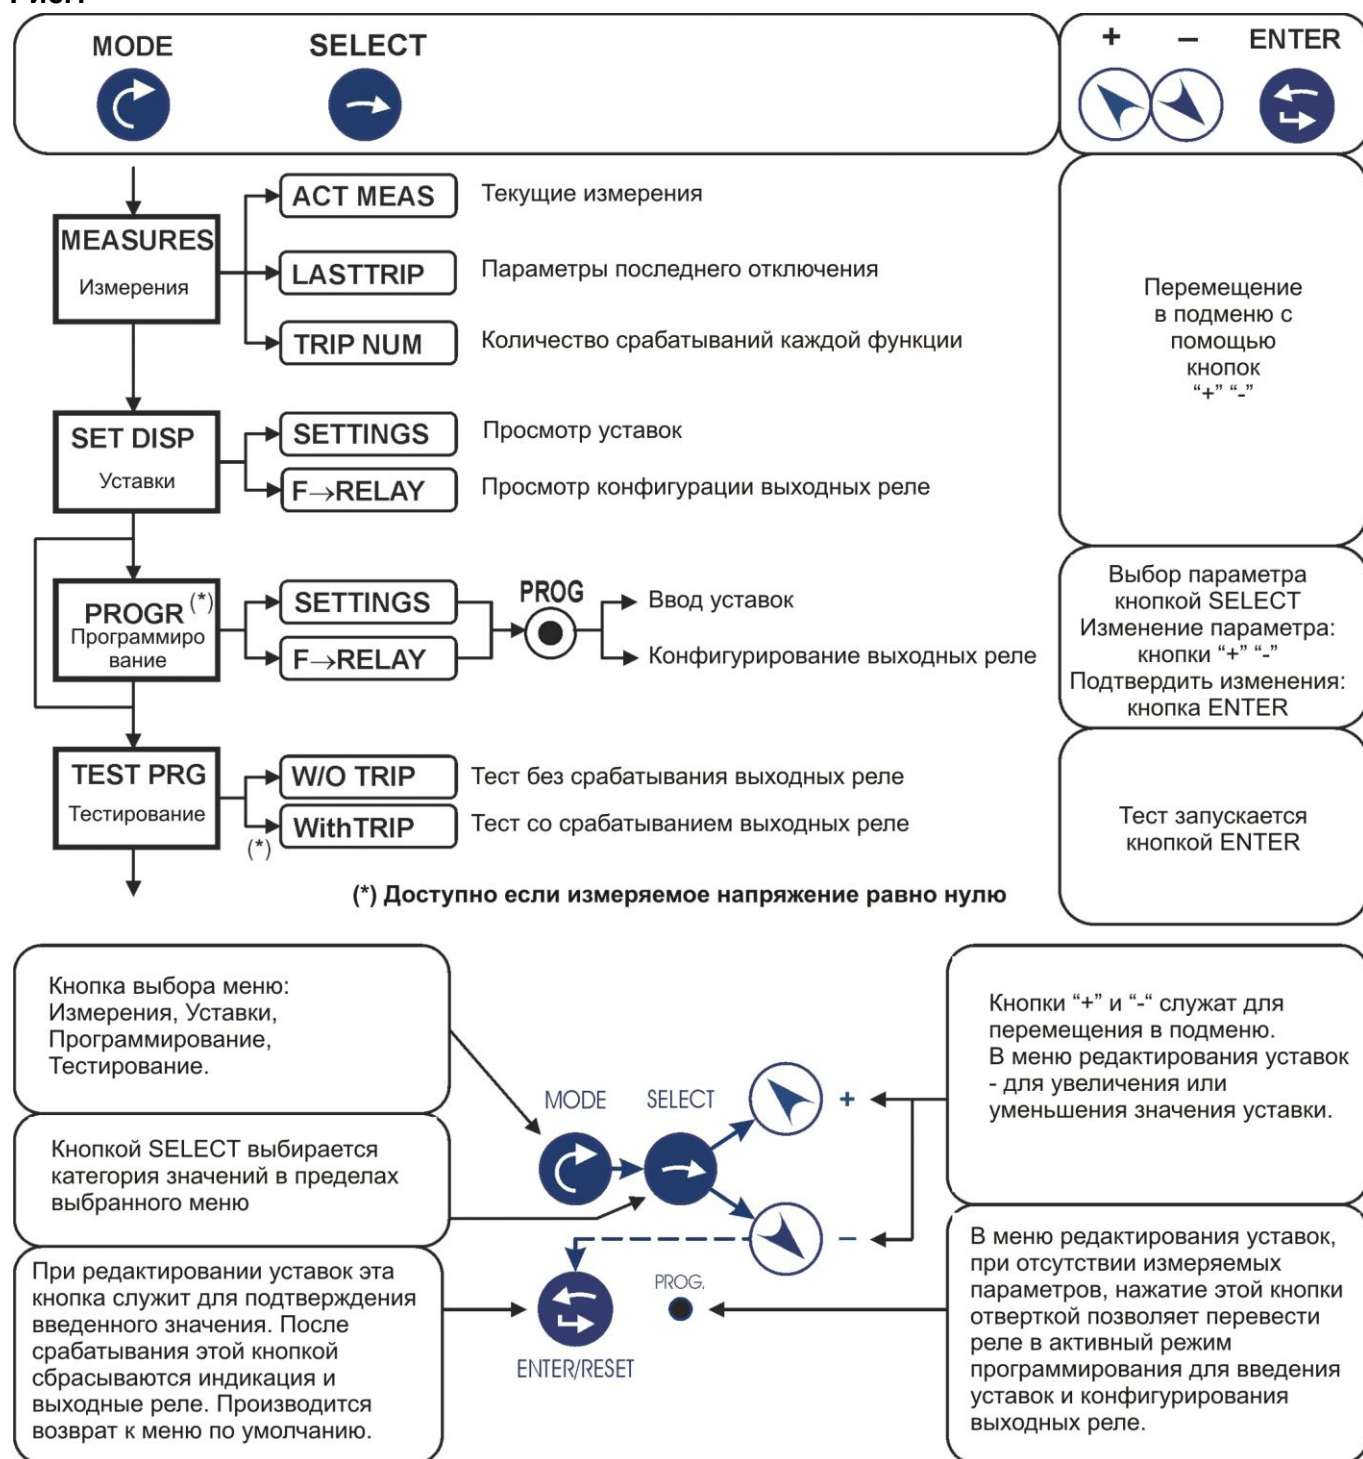 MODE
SELECT
+ – ENTER
MEASURES
Измерения
ACT MEAS
Текущие измерения
LASTTRIP
Параметры последнего отключения
TRIP NUM
Количество срабатываний каждой функции
Перемещение
в подменю с
помощью
кнопок
“+” “-”
SET DISP
Уставки
SETTINGS
Просмотр уставок
F→RELAY
Просмотр конфигурации выходных реле
PROGR (*)
Программиро
вание
SETTINGS
F→RELAY
PROG
Ввод уставок
Конфигурирование выходных реле
Выбор параметра
кнопкой SELECT
Изменение параметра:
кнопки “+” “-”
Подтвердить изменения:
кнопка ENTER
TEST PRG
Тестирование
W/O TRIP
Тест без срабатывания выходных реле
WithTRIP
(*)
Тест со срабатыванием выходных реле
Тест запускается
кнопкой ENTER
(*) Доступно если измеряемое напряжение равно нулю
Кнопка выбора меню:
Измерения, Уставки,
Программирование,
Тестирование.
Кнопкой SELECT выбирается
категория значений в пределах
выбранного меню
При редактировании уставок эта
кнопка служит для подтверждения
введенного значения. После
срабатывания этой кнопкой
сбрасываются индикация и
выходные реле. Производится
возврат к меню по умолчанию.
MODE
SELECT
+
–
PROG.
ENTER/RESET
Кнопки “+” и “-“ служат для
перемещения в подменю.
В меню редактирования уставок
- для увеличения или
уменьшения значения уставки.
В меню редактирования уставок,
при отсутствии измеряемых
параметров, нажатие этой кнопки
отверткой позволяет перевести
реле в активный режим
программирования для введения
уставок и конфигурирования
выходных реле.